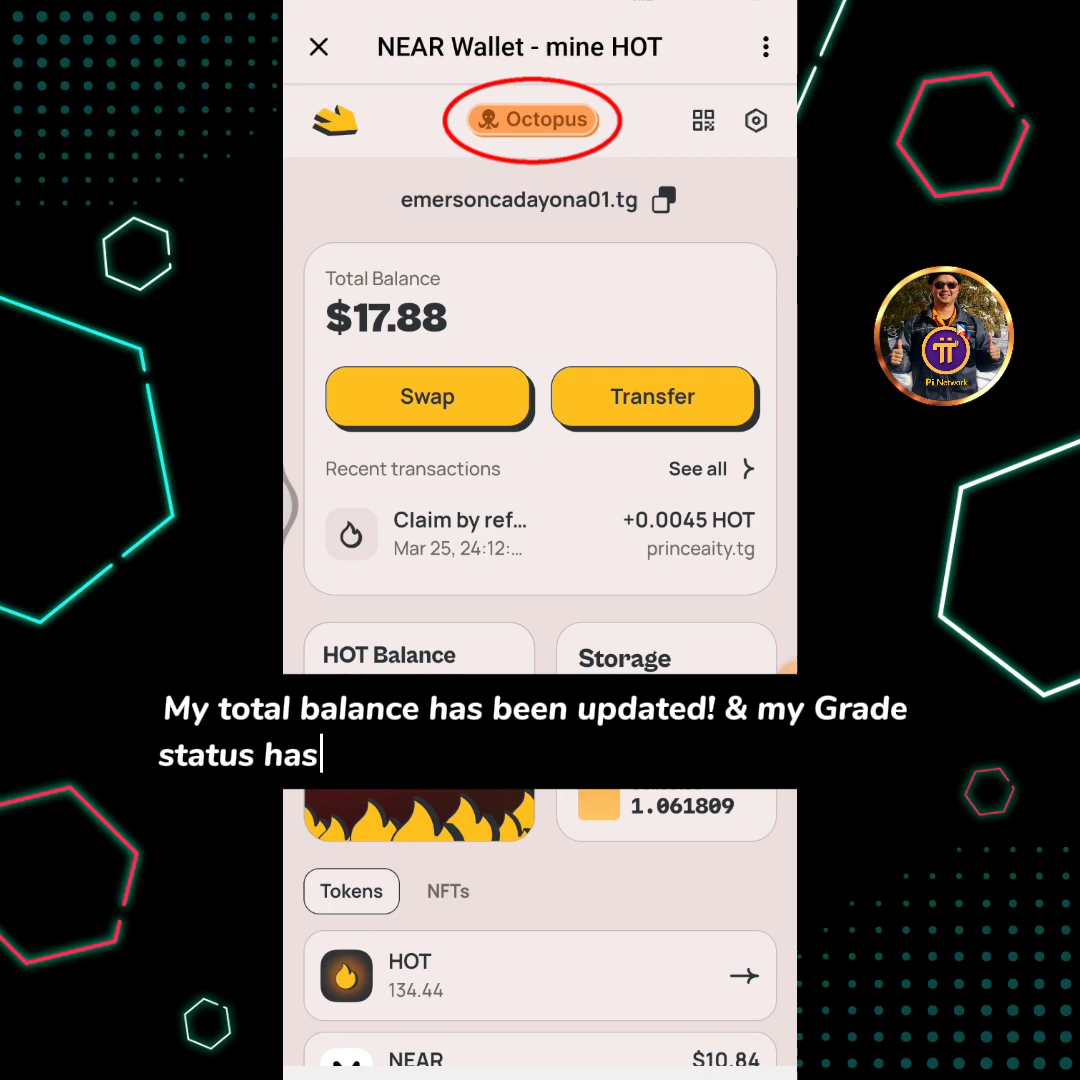 NEAR Wallet - mine HOT
Octopus
emersoncadayona01.tg
Total Balance
$17.88
Swap
Transfer
Recent transactions
See all
Claim by ref...
+0.0045 HOT
Mar 25, 24:12:...
princeaity.tg
Pi Network
HOT Balance
Storage
My total balance has been updated! & my Grade
status has
1.061809
Tokens
NFTs
HOT
134.44
NEAR
$10.84